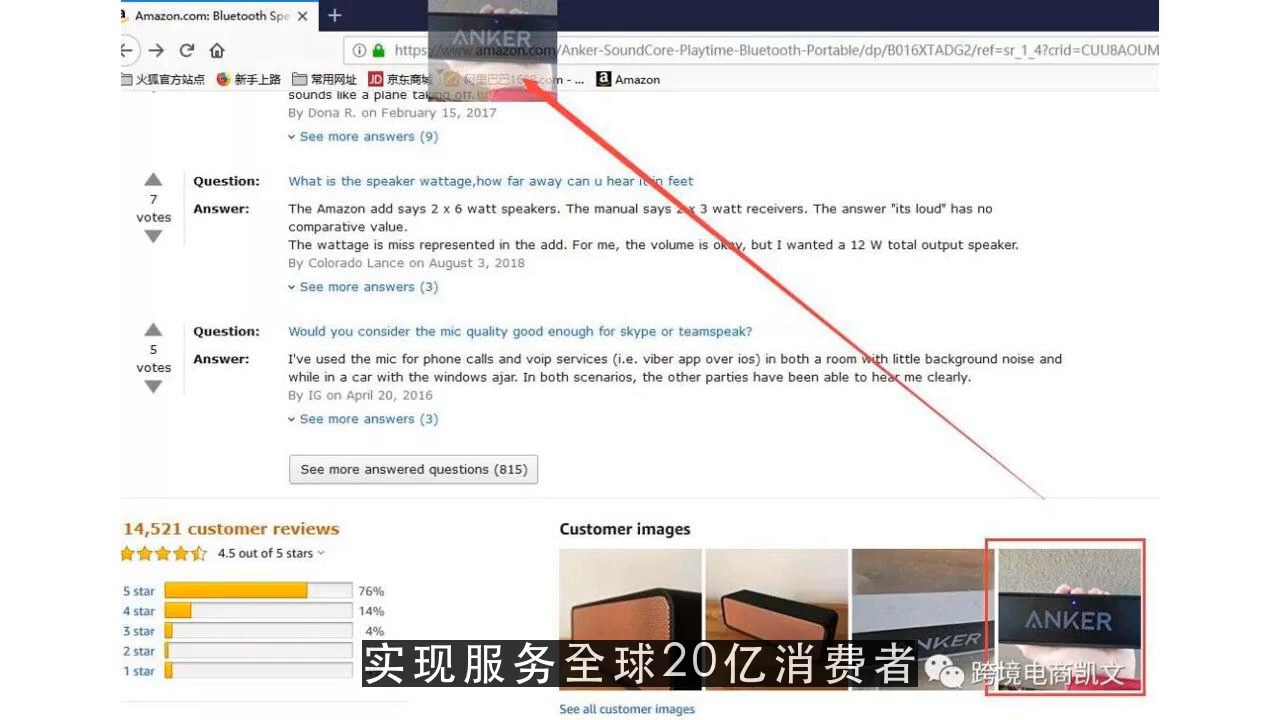 Amazon.com: Bluetooth Spe
https://www.amazon.com/Anker-SoundCore-Playtime-Bluetooth-Portable/dp/B016XTADG2/ref=sr_1_4?crid=CUU8AOUM
火狐官方站点 新手上路 常用网址 JD 京东商城 阿里巴巴1688.com - ... a Amazon
ANKER
sounds like a plane taking off.
By Dona R. on February 15, 2017
See more answers (9)
7
votes
Question: What is the speaker wattage,how far away can u hear it in feet
Answer: The Amazon add says 2 x 6 watt speakers. The manual says 2 x 3 watt receivers. The answer "its loud" has no
comparative value.
The wattage is miss represented in the add. For me, the volume is okay, but I wanted a 12 W total output speaker.
By Colorado Lance on August 3, 2018
See more answers (3)
5
votes
Question: Would you consider the mic quality good enough for skype or teamspeak?
Answer: I've used the mic for phone calls and voip services (i.e. viber app over ios) in both a room with little background noise and
while in a car with the windows ajar. In both scenarios, the other parties have been able to hear me clearly.
By IG on April 20, 2016
See more answers (3)
See more answered questions (815)
14,521 customer reviews
4.5 out of 5 stars
5 star 76%
4 star 14%
3 star 4%
2 star
1 star
Customer images
ANKER
ANKER
实现服务全球20亿消费者
跨境电商凯文
See all customer images